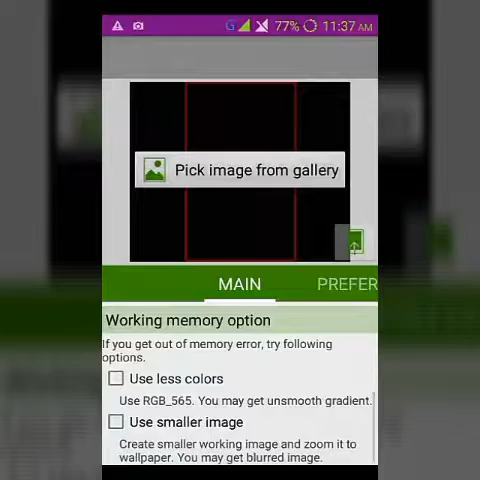 G 77% 11:37 AM
Pick image from gallery
MAIN PREFER
Working memory option
If you get out of memory error, try following
options.
Use less colors
Use RGB_565. You may get unsmooth gradient.
Use smaller image
Create smaller working image and zoom it to
wallpaper. You may get blurred image.